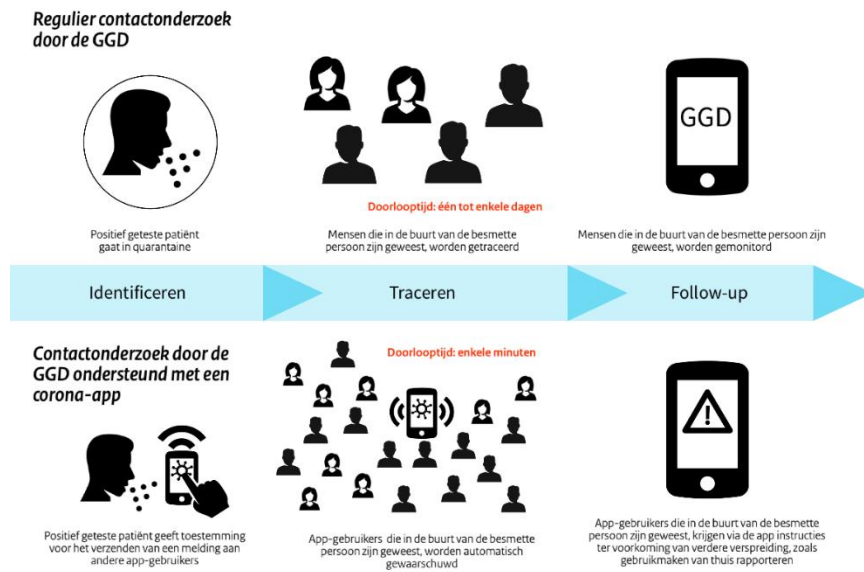 Regulier contactonderzoek
door de GGD
GGD
Doorlooptijd: één tot enkele dagen
Positief geteste patiënt
gaat in quarantaine
Mensen die in de buurt van de besmette
persoon zijn geweest, worden getraceerd
Mensen die in de buurt van de besmette persoon zijn
geweest, worden gemonitord
Identificeren
Traceren
Follow-up
Contactonderzoek door de
GGD ondersteund met een
corona-app
Doorlooptijd: enkele minuten
Positief geteste patiënt geeft toestemming
voor het verzenden van een melding aan
andere app-gebruikers
App-gebruikers die in de buurt van de besmette
persoon zijn geweest, worden automatisch
gewaarschuwd
App-gebruikers die in de buurt van de besmette
persoon zijn geweest, krijgen via de app instructies
ter voorkoming van verdere verspreiding, zoals
gebruikmaken van thuis rapporteren